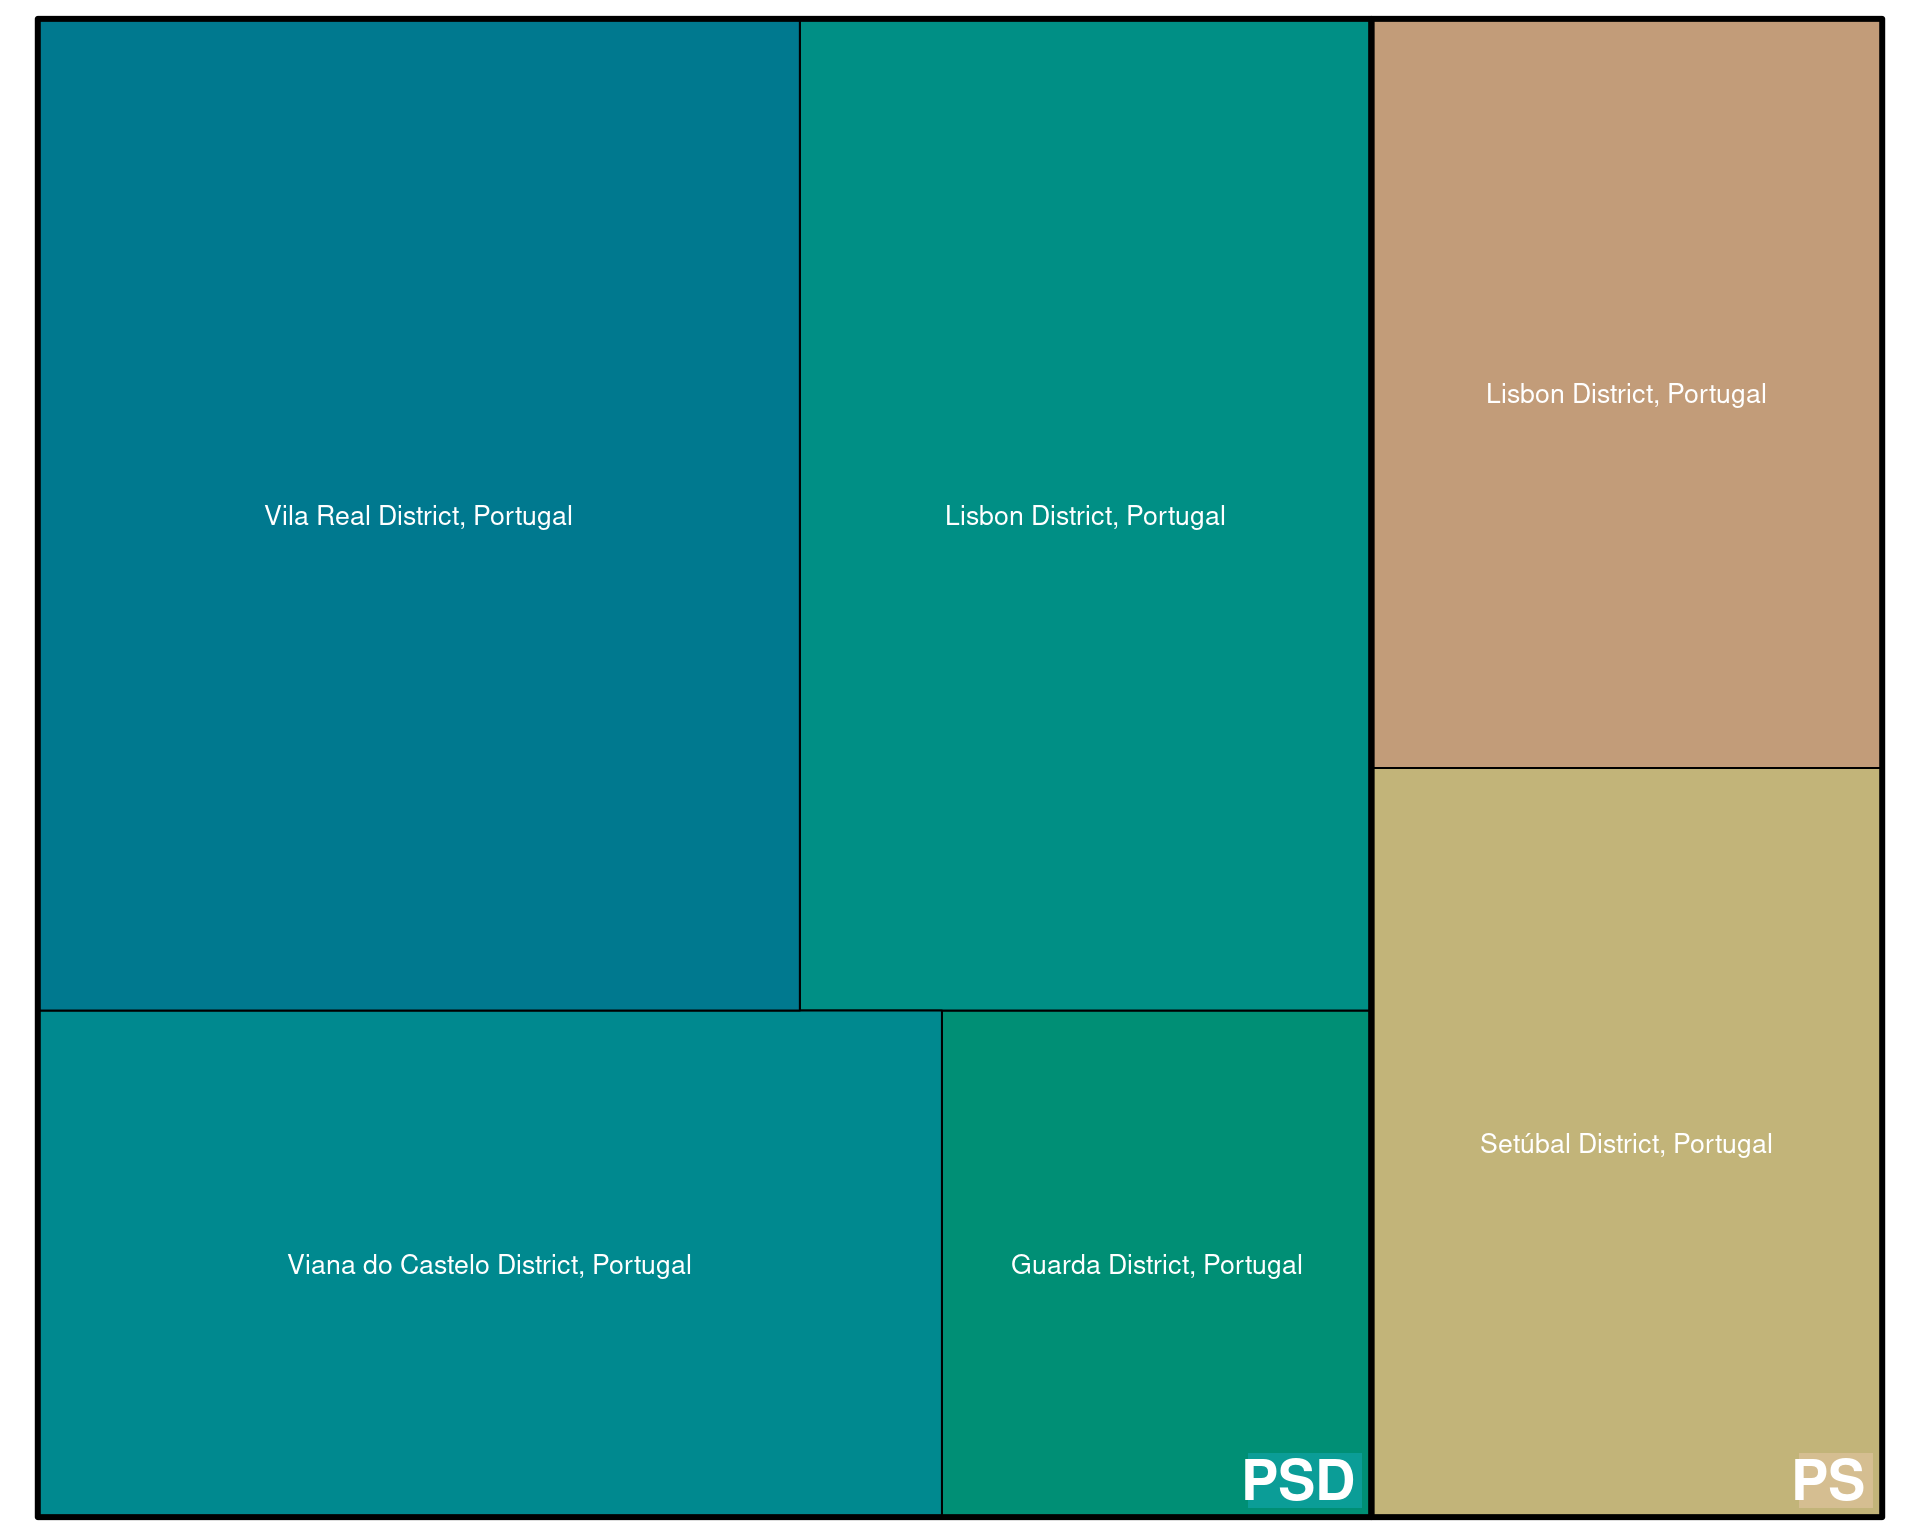 Vila Real District, Portugal
Lisbon District, Portugal
Lisbon District, Portugal
Viana do Castelo District, Portugal
Guarda District, Portugal
Setúbal District, Portugal
PSD
PS